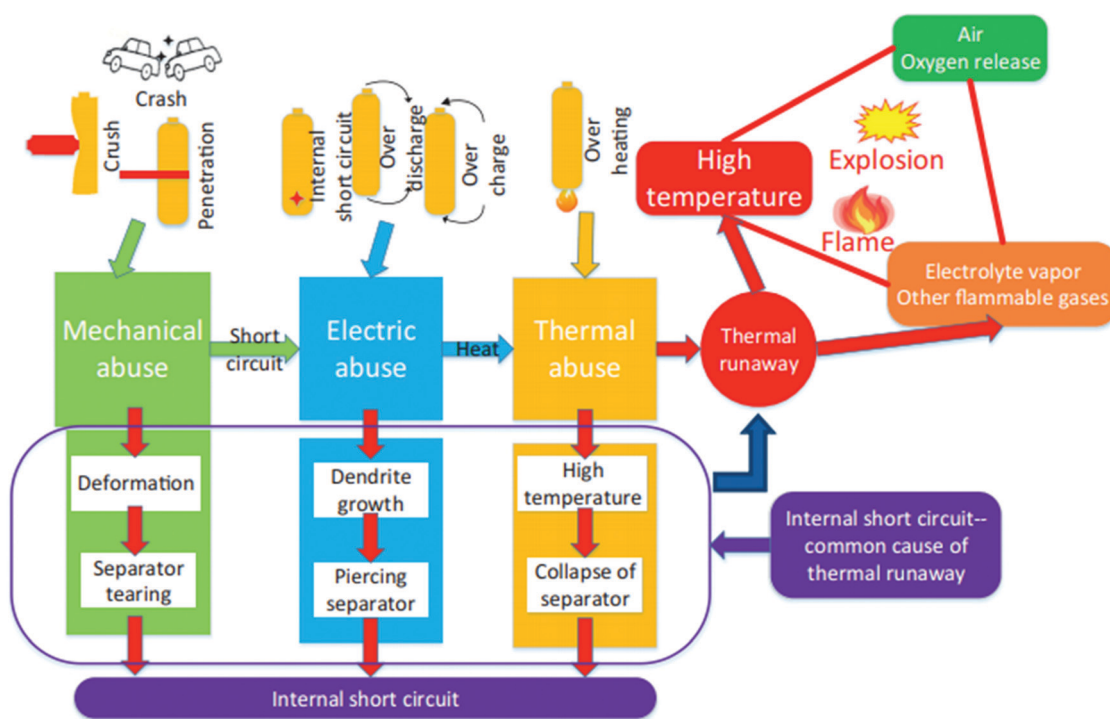 Crash
Crush
Penetration
Internal
short circuit
Over
discharge
Over
charge
Over
heating
Air
Oxygen release
High
temperature
Explosion
Flame
Electrolyte vapor
Other flammable gases
Mechanical
abuse
Short
circuit
Electric
abuse
Heat
Thermal
abuse
Thermal
runaway
Deformation
Separator
tearing
Dendrite
growth
Piercing
separator
High
temperature
Collapse of
separator
Internal short circuit--
common cause of
thermal runaway
Internal short circuit